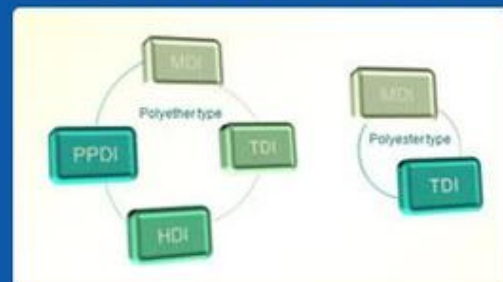 MDI
Polyether type
PPDI
TDI
HDI
MDI
Polyester type
TDI